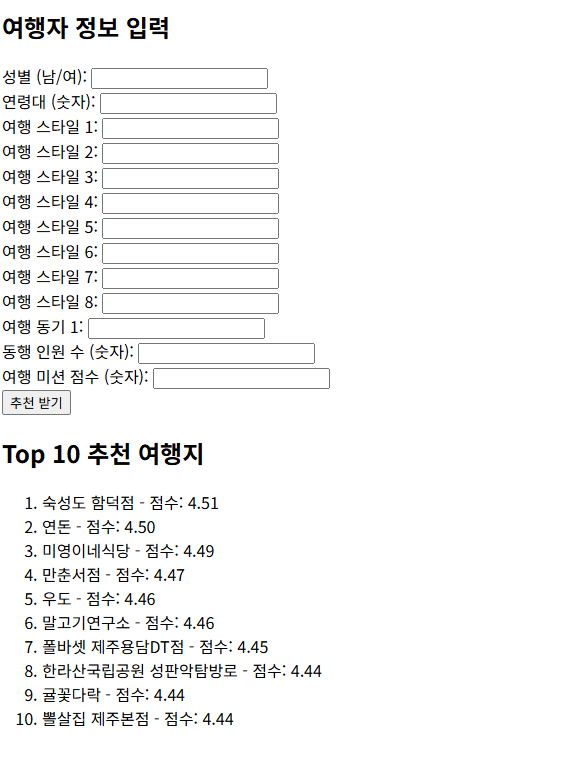 여행자 정보 입력
성별 (남/여):
연령대 (숫자):
여행 스타일 1:
여행 스타일 2:
여행 스타일 3:
여행 스타일 4:
여행 스타일 5:
여행 스타일 6:
여행 스타일 7:
여행 스타일 8:
여행 동기 1:
동행 인원 수 (숫자):
여행 미션 점수 (숫자):
추천 받기
Top 10 추천 여행지
1. 숙성도 함덕점 - 점수: 4.51
2. 연돈 - 점수: 4.50
3. 미영이네식당 - 점수: 4.49
4. 만춘서점 - 점수: 4.47
5. 우도 - 점수: 4.46
6. 말고기연구소 - 점수: 4.46
7. 폴바셋 제주용담DT점 - 점수: 4.45
8. 한라산국립공원 성판악탐방로 - 점수: 4.44
9. 귤꽃다락 - 점수: 4.44
10. 뽈살집 제주본점 - 점수: 4.44